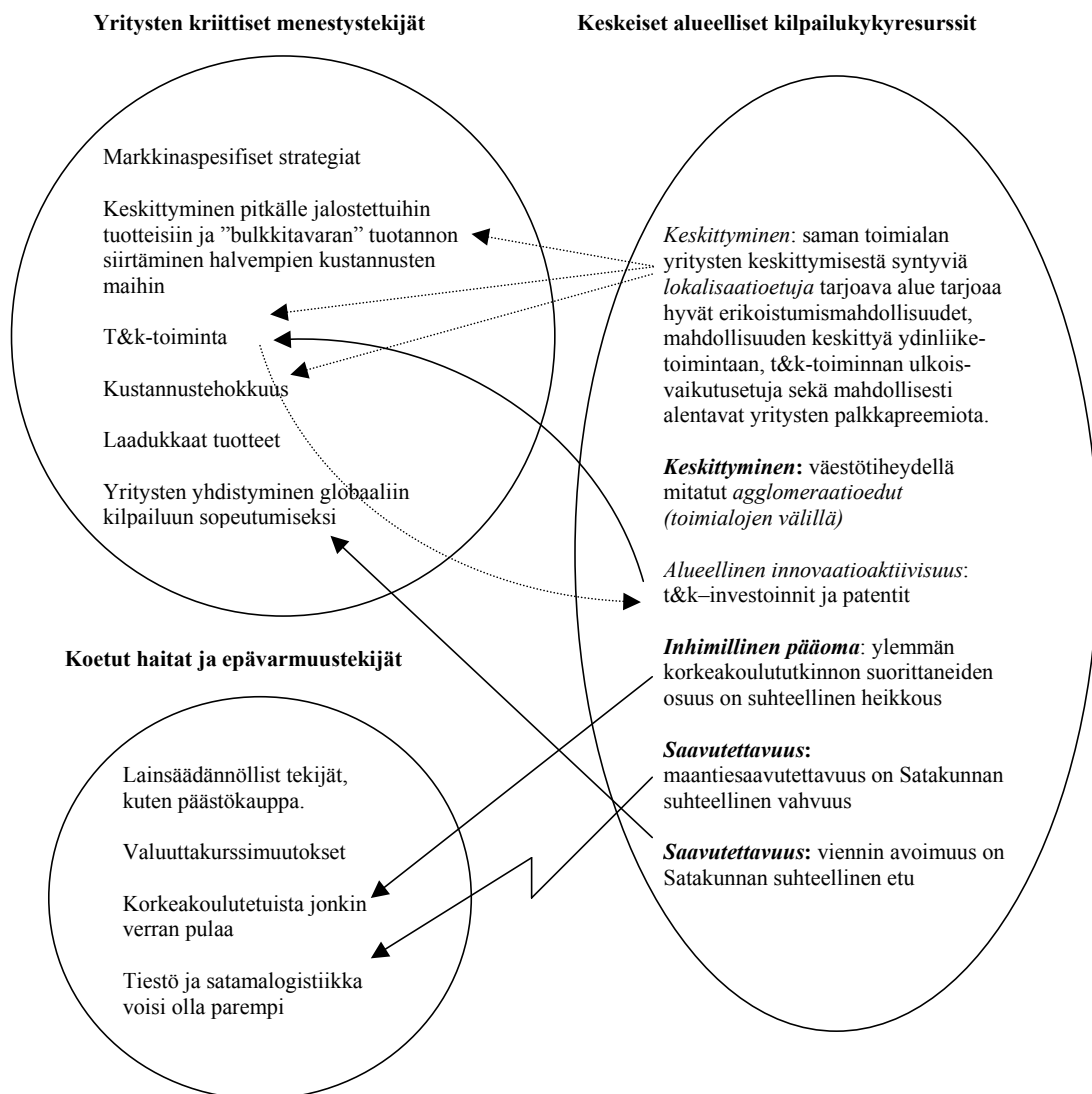 Yritysten kriittiset menestystekijät
Markkinaspesifiset strategiat
Keskittyminen pitkälle jalostettuihin
tuotteisiin ja ”bulkkitavaran” tuotannon
siirtäminen halvempien kustannusten
maihin
T&k-toiminta
Kustannustehokkuus
Laadukkaat tuotteet
Yritysten yhdistyminen globaaliin
kilpailuun sopeutumiseksi
Koetut haitat ja epävarmuustekijät
Lainsäädännöllist tekijät,
kuten päästökauppa.
Valuuttakurssimuutokset
Korkeakoulutetuista jonkin
verran pulaa
Tiestö ja satamalogistiikka
voisi olla parempi
Keskeiset alueelliset kilpailukykyresurssit
Keskittyminen: saman toimialan
yritysten keskittymisestä syntyviä
lokalisaatioetuja tarjoava alue tarjoaa
hyvät erikoistumismahdollisuudet,
mahdollisuuden keskittyä ydinliike-
toimintaan, t&k-toiminnan ulkois-
vaikutusetuja sekä mahdollisesti
alentavat yritysten palkkapreemiota.
Keskittyminen: väestötiheydellä
mitatut agglomeraatioedut
(toimialojen välillä)
Alueellinen innovaatioaktiivisuus:
t&k–investoinnit ja patentit
Inhimillinen pääoma: ylemmän
korkeakoulututkinnon suorittaneiden
osuus on suhteellinen heikkous
Saavutettavuus:
maantiesaavutettavuus on Satakunnan
suhteellinen vahvuus
Saavutettavuus: viennin avoimuus on
Satakunnan suhteellinen etu